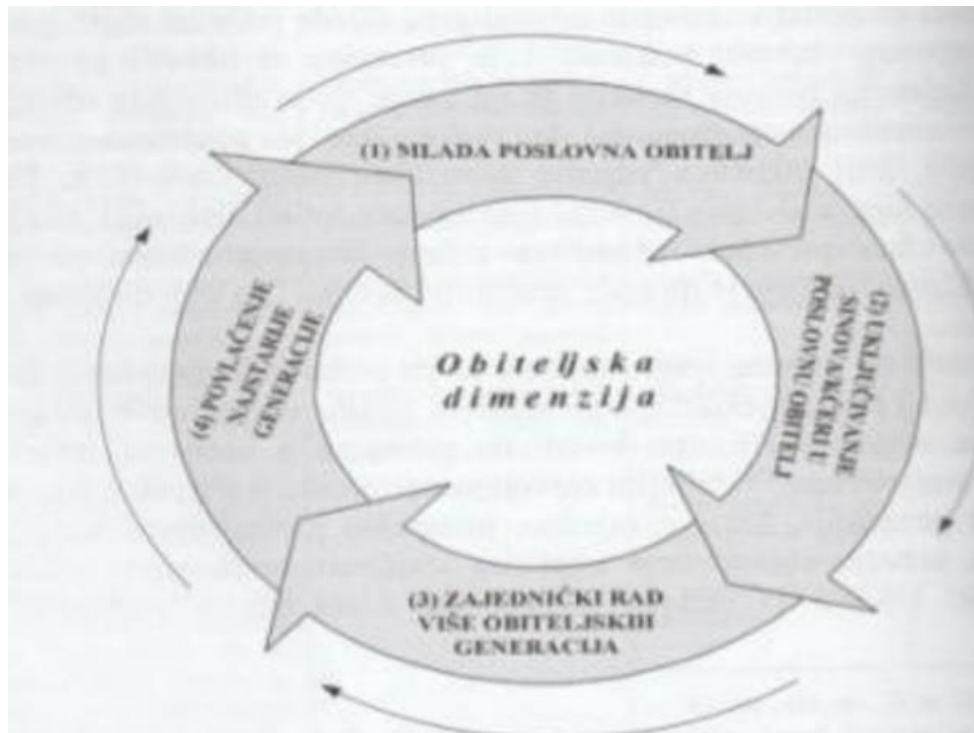 (1) MLADA POSLOVNA OBITELJ
(2) UKLJUČIVANJE
SINOVA/KĆERI U
POSLOVNU OBITELJ
(3) ZAJEDNIČKI RAD
VIŠE OBITELJSKIH
GENERACIJA
(4) POVLAČENJE
NAJSTARIJE
GENERACIJE
Obiteljska
dimenzija